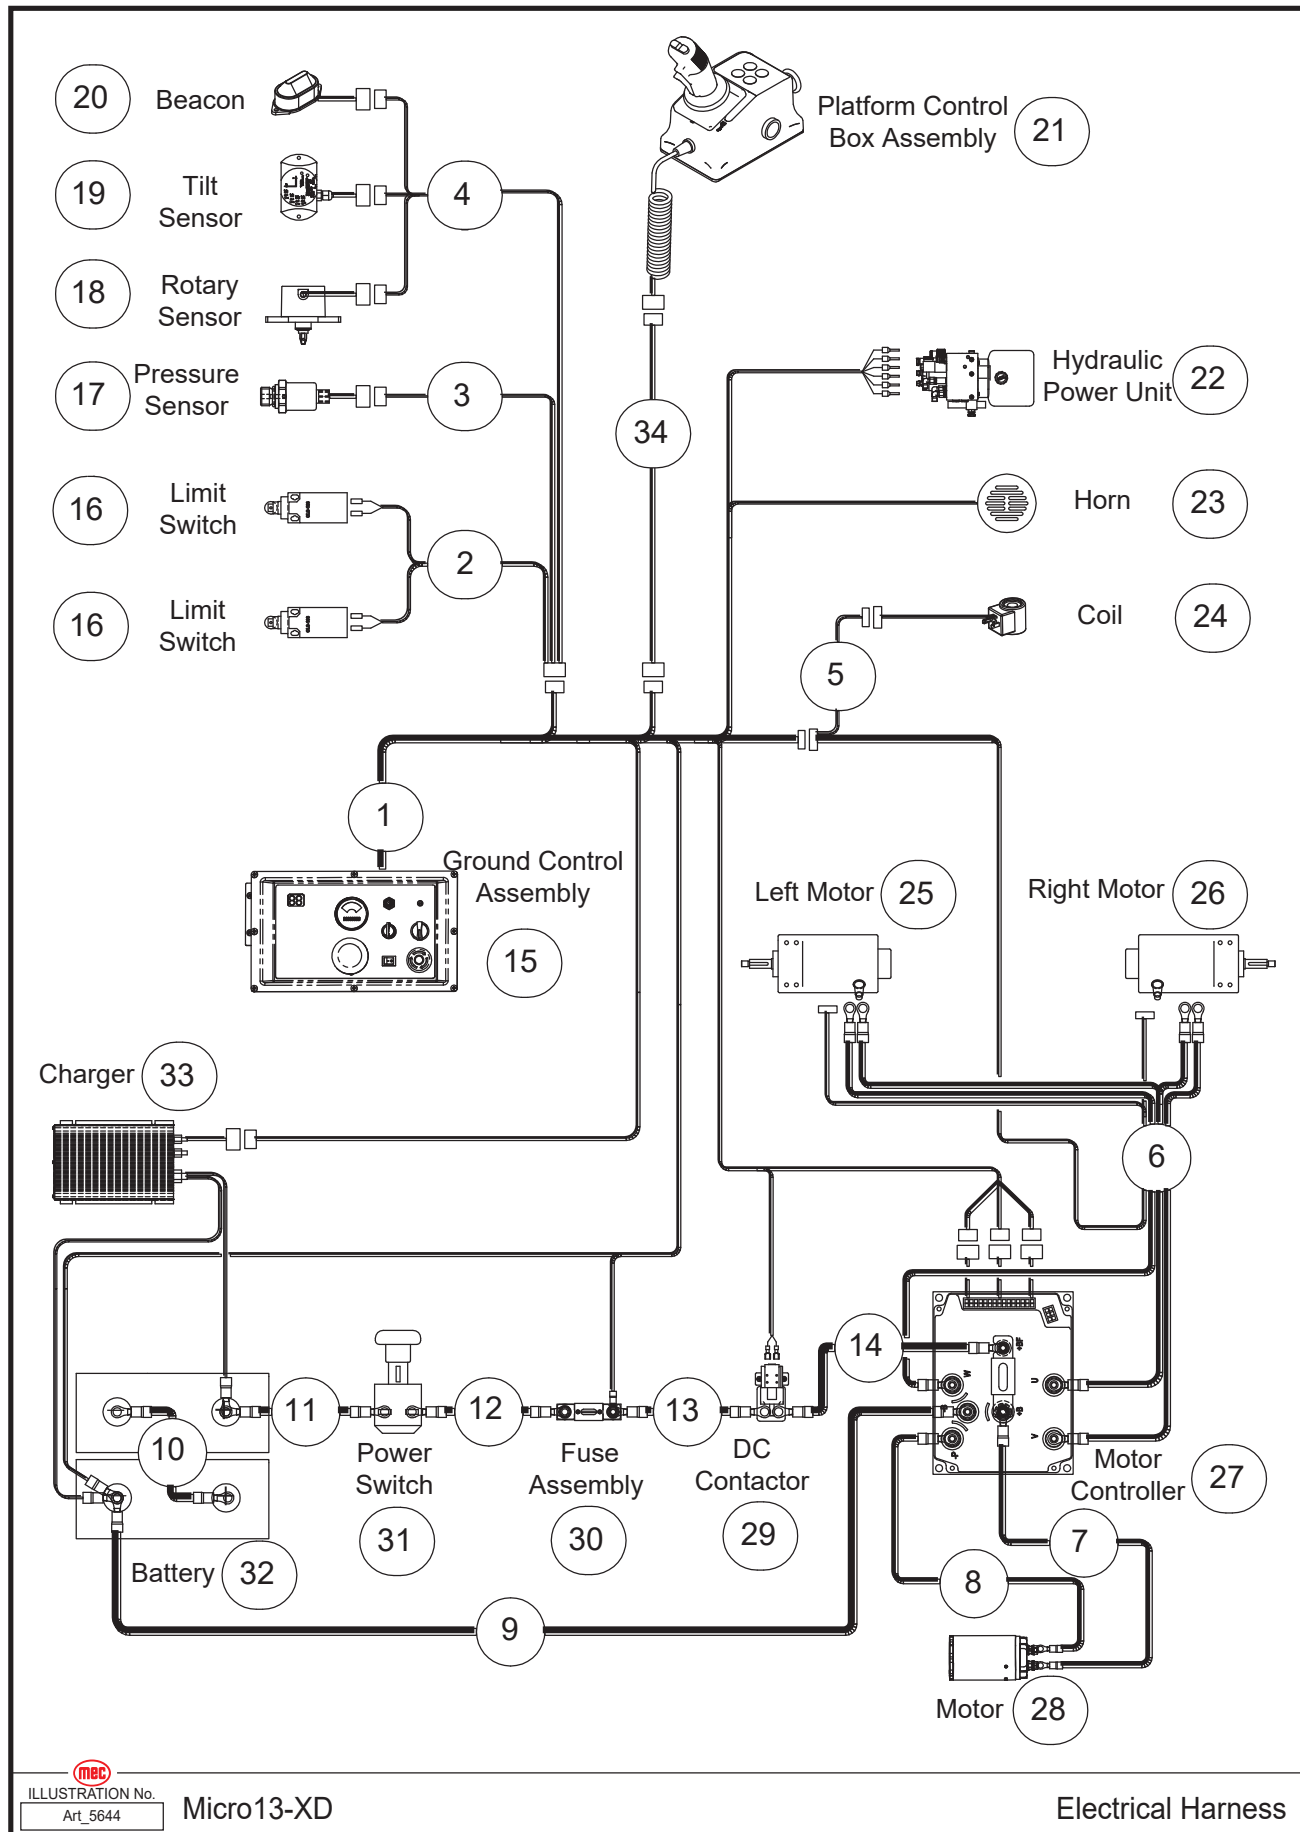 20 Beacon
19 Tilt
Sensor
18 Rotary
Sensor
17 Pressure
Sensor
16 Limit
Switch
16 Limit
Switch
4
3
2
34
Platform Control
Box Assembly 21
Hydraulic
Power Unit 22
Horn 23
Coil 24
5
1
Ground Control
Assembly
15
Left Motor 25
Right Motor 26
Charger 33
6
14
W
U
V
P
11
12
13
10
Power
Switch
31
Fuse
Assembly
30
DC
Contactor
29
Motor
Controller 27
Battery 32
7
8
9
Motor 28
mec
ILLUSTRATION No.
Art_5644
Micro13-XD
Electrical Harness